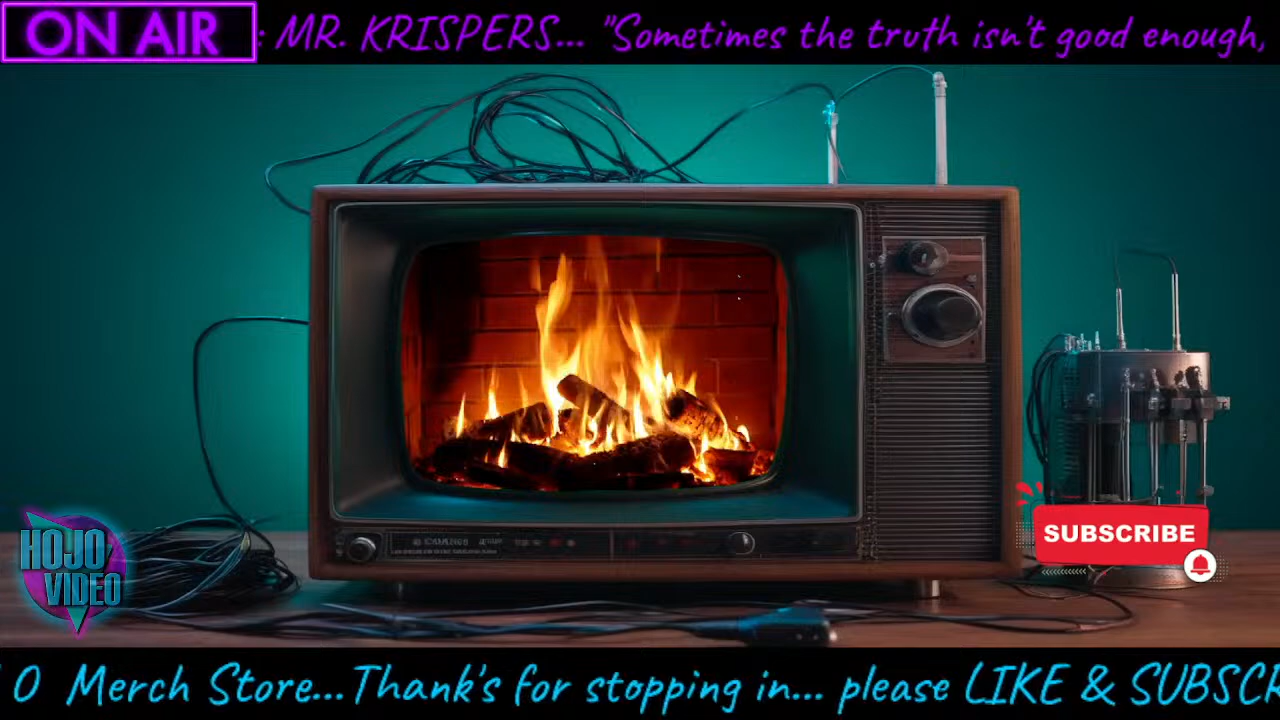 ON AIR
: MR. KRISPERS... "Sometimes the truth isn't good enough,
HOJO
VIDEO
SUBSCRIBE
O Merch Store...Thank's for stopping in... please LIKE & SUBSCR